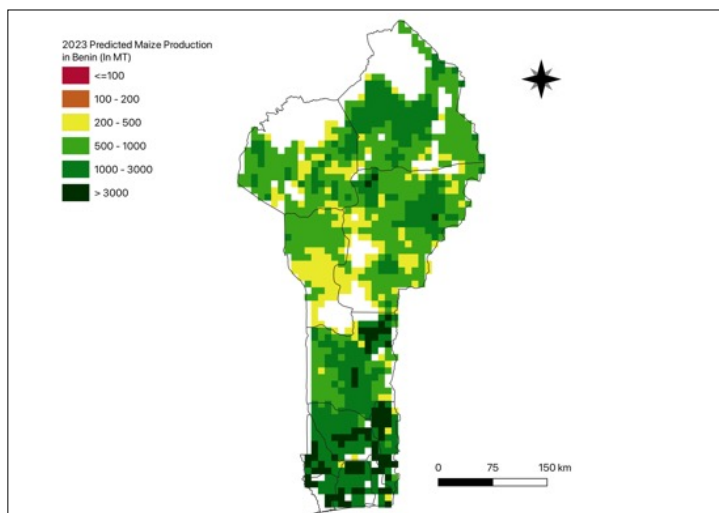 2023 Predicted Maize Production
in Benin (In MT)
<=100
100 - 200
200 - 500
500 - 1000
1000 - 3000
> 3000
0 75 150 km